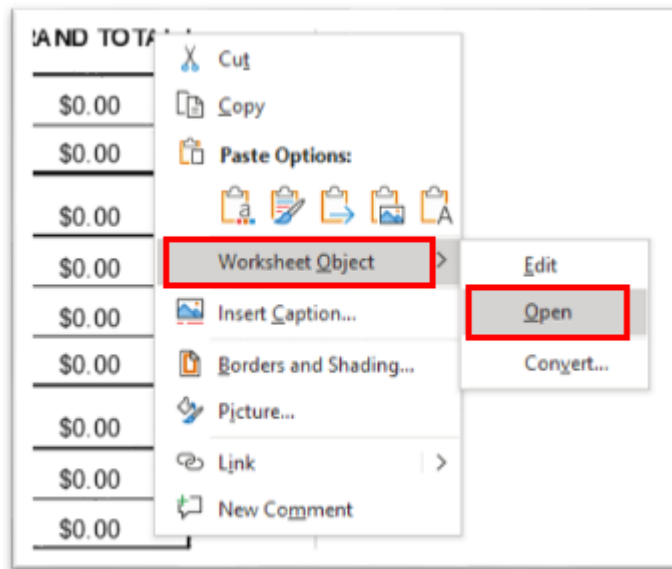 RAND TOTAL
$0.00
$0.00
$0.00
$0.00
$0.00
$0.00
$0.00
$0.00
$0.00
Cut
Copy
Paste Options:
Worksheet Object
Insert Caption...
Borders and Shading...
Picture...
Link
New Comment
Edit
Open
Convert...